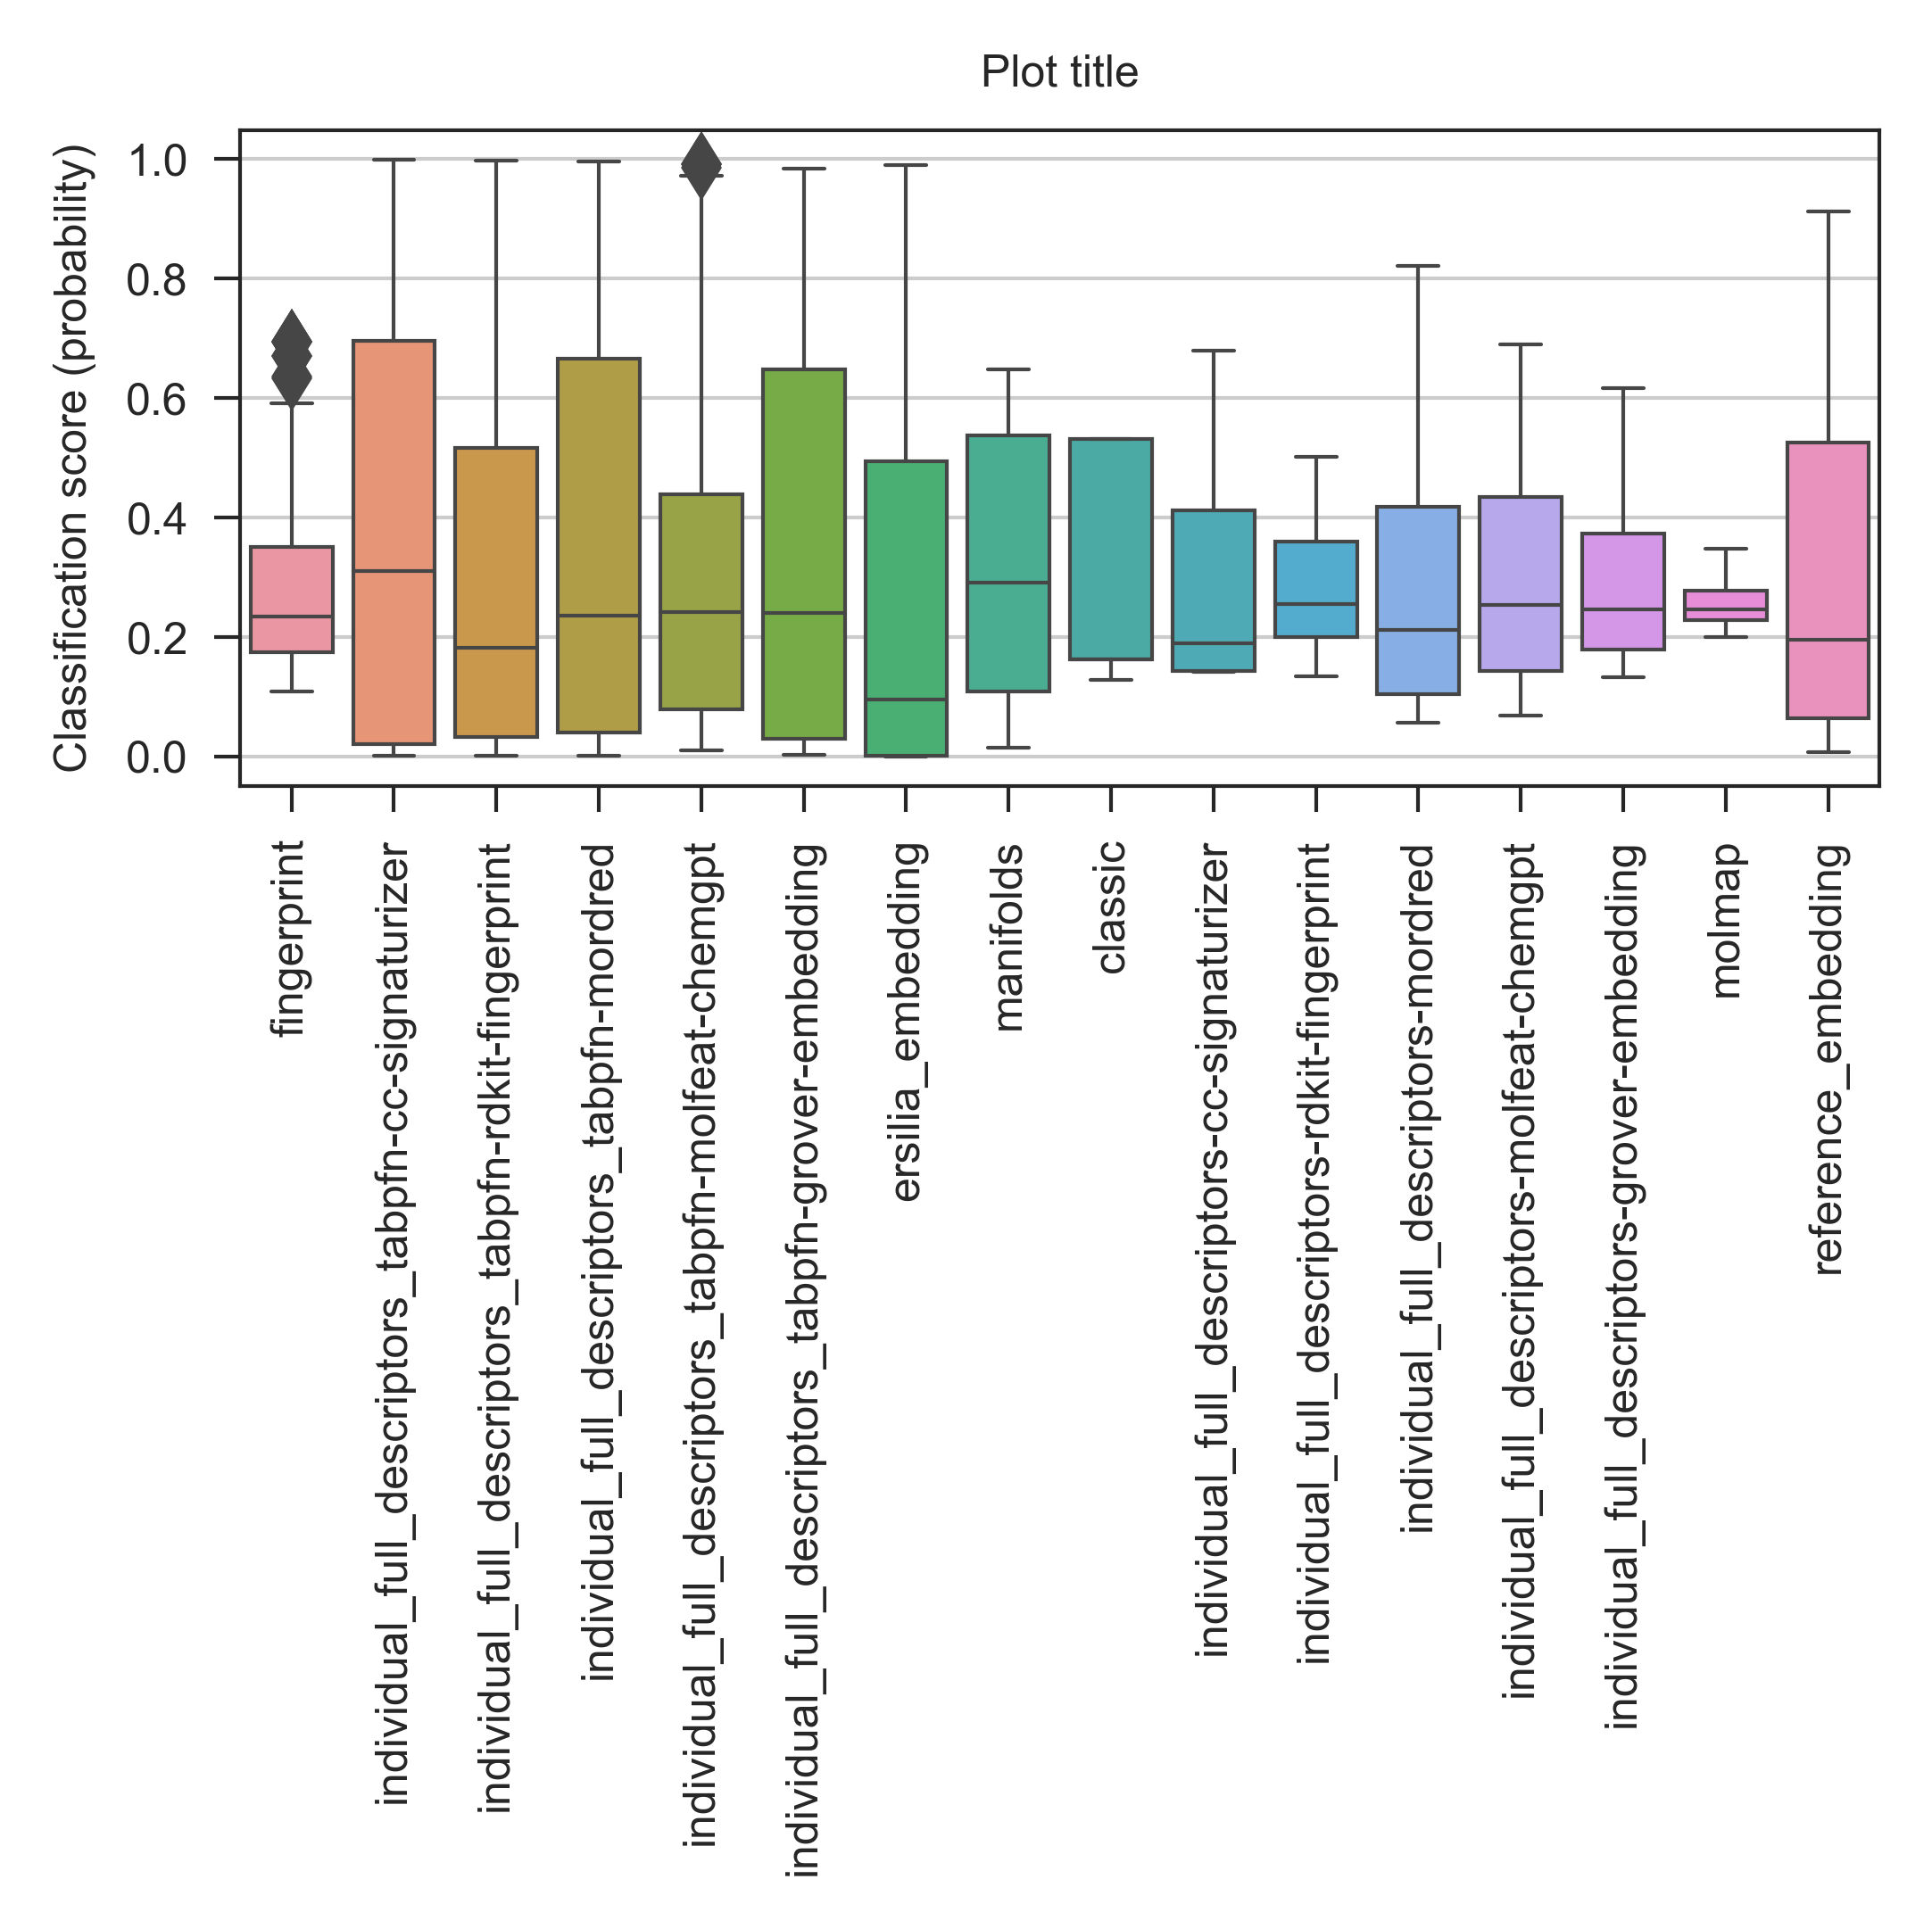 Plot title
Classification score (probability)
1.0
0.8
0.6
0.4
0.2
0.0
fingerprint
individual_full_descriptors_tabpfn-cc-signaturizer
individual_full_descriptors_tabpfn-rdkit-fingerprint
individual_full_descriptors_tabpfn-mordred
individual_full_descriptors_tabpfn-molfeat-chemgpt
individual_full_descriptors_tabpfn-grover-embedding
ersilia_embedding
manifolds
classic
individual_full_descriptors-cc-signaturizer
individual_full_descriptors-rdkit-fingerprint
individual_full_descriptors-mordred
individual_full_descriptors-molfeat-chemgpt
individual_full_descriptors-grover-embedding
molmap
reference_embedding